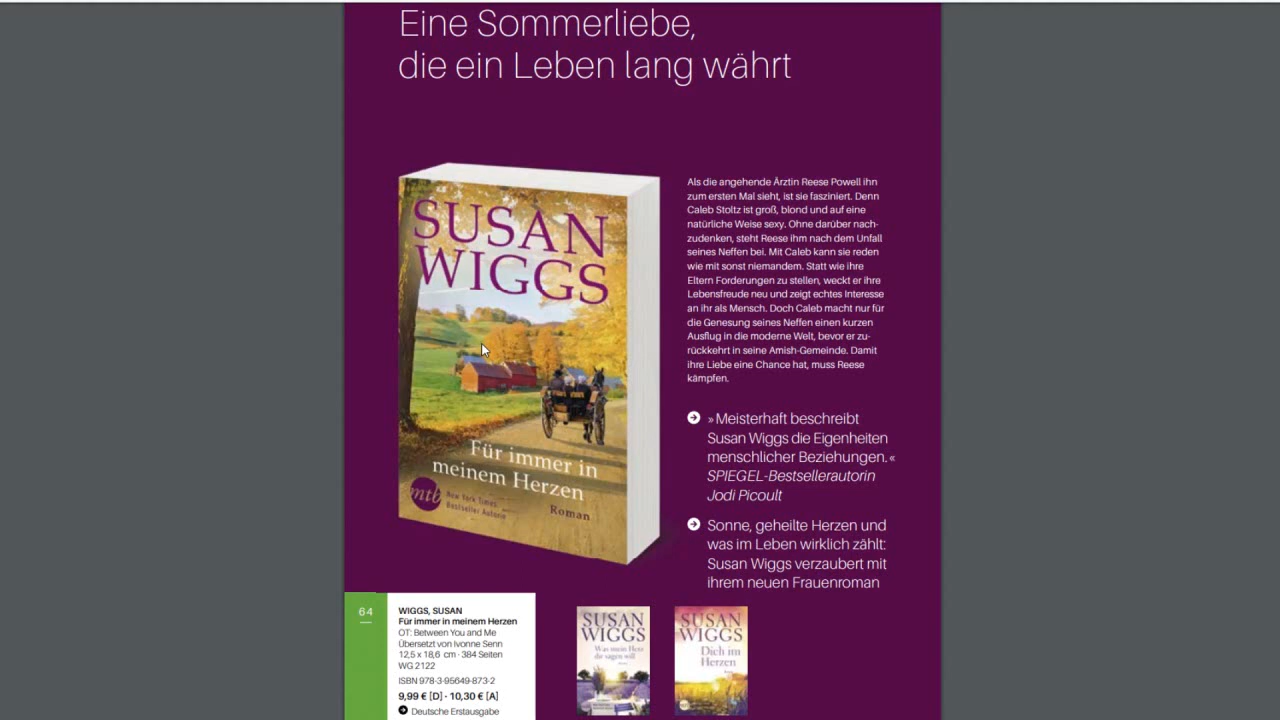 Eine Sommerliebe,
die ein Leben lang währt
SUSAN
WIGGS
Für immer in
meinem Herzen
mtb
New York Times
Bestseller Autorin
Roman
Als die angehende Ärztin Reese Powell ihn
zum ersten Mal sieht, ist sie fasziniert. Denn
Caleb Stoltz ist groß, blond und auf eine
natürliche Weise sexy. Ohne darüber nach-
zudenken, steht Reese ihm nach dem Unfall
seines Neffen bei. Mit Caleb kann sie reden
wie mit sonst niemandem. Statt wie ihre
Eltern Forderungen zu stellen, weckt er ihre
Lebensfreude neu und zeigt echtes Interesse
an ihr als Mensch. Doch Caleb macht nur für
die Genesung seines Neffen einen kurzen
Ausflug in die moderne Welt, bevor er zu-
rückkehrt in seine Amish-Gemeinde. Damit
ihre Liebe eine Chance hat, muss Reese
kämpfen.
»Meisterhaft beschreibt
Susan Wiggs die Eigenheiten
menschlicher Beziehungen.«
SPIEGEL-Bestsellerautorin
Jodi Picoult
Sonne, geheilte Herzen und
was im Leben wirklich zählt:
Susan Wiggs verzaubert mit
ihrem neuen Frauenroman
64
WIGGS, SUSAN
Für immer in meinem Herzen
OT: Between You and Me
Übersetzt von Ivonne Senn
12,5 x 18,6 cm · 384 Seiten
WG 2122
ISBN 978-3-95649-873-2
9,99 € [D] · 10,30 € [A]
Deutsche Erstausgabe
SUSAN
WIGGS
Was mein Herz
dir sagen will
SUSAN
WIGGS
Dich im
Herzen